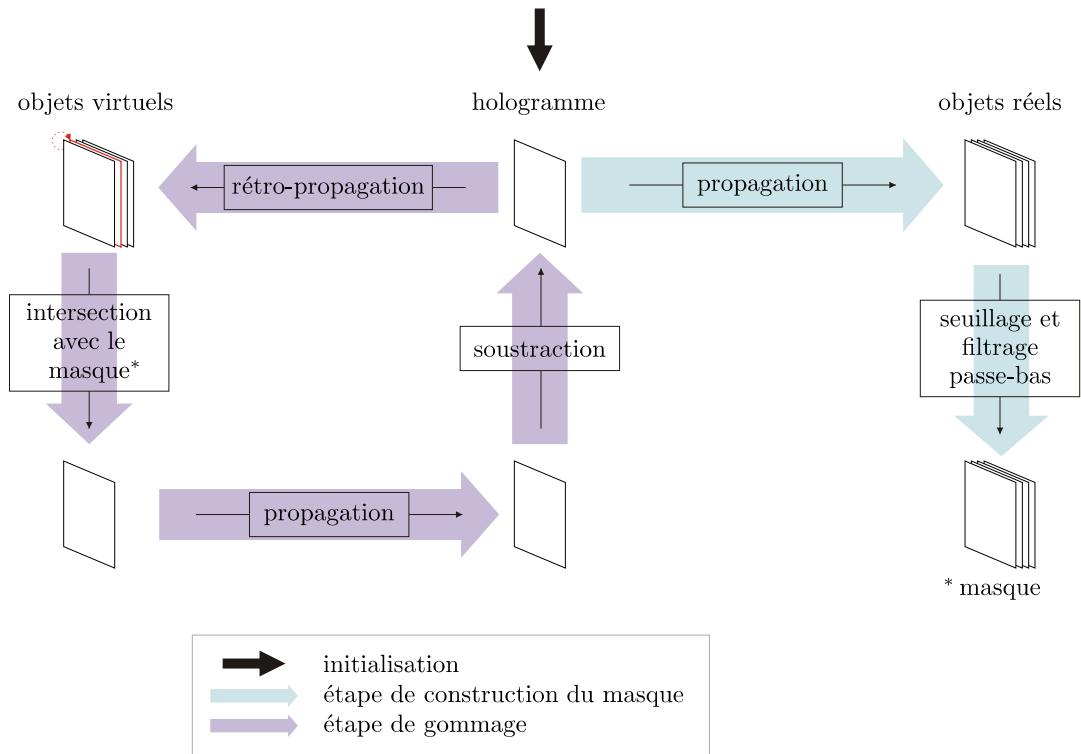 objets virtuels
hologramme
objets réels
rétro-propagation
propagation
intersection
avec le
masque*
soustraction
seuillage et
filtrage
passe-bas
propagation
* masque
initialisation
étape de construction du masque
étape de gommage